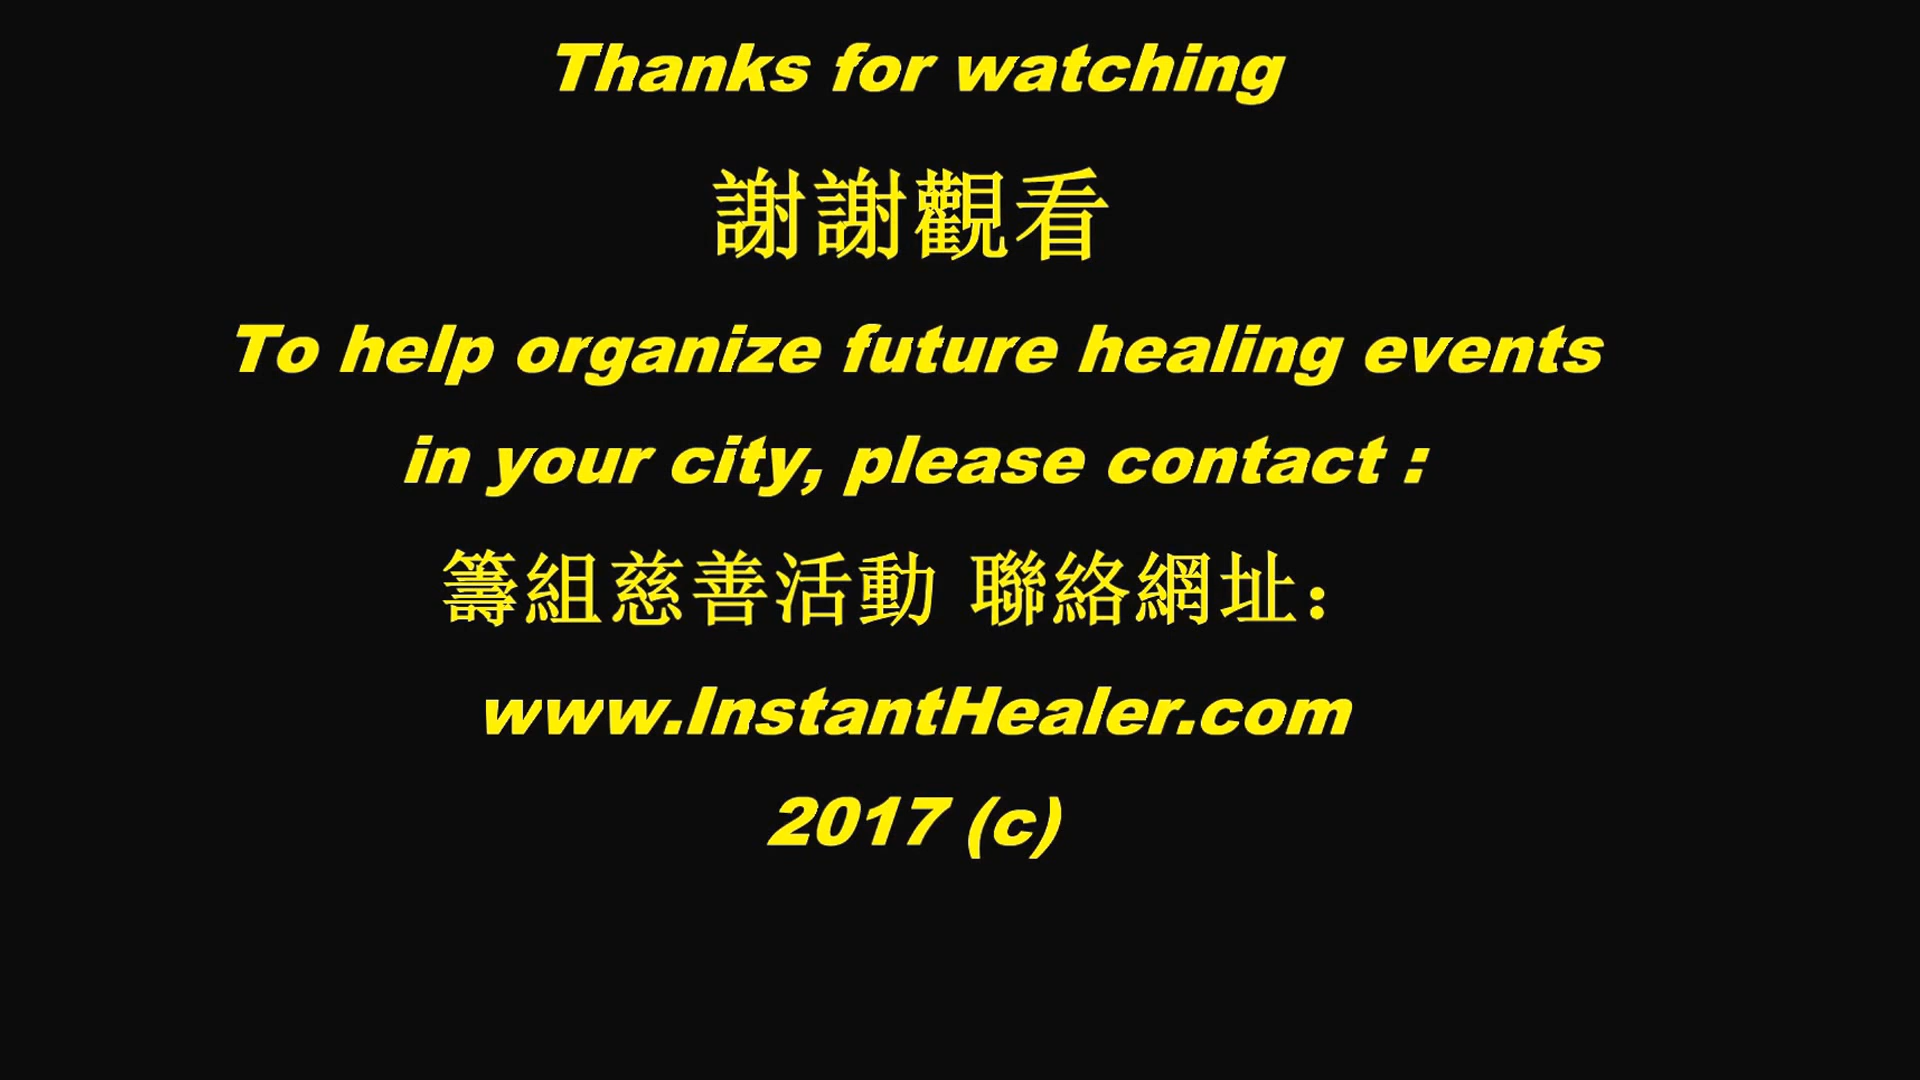 Thanks for watching
謝謝觀看
To help organize future healing events
in your city, please contact :
籌組慈善活動 聯絡網址：
www.InstantHealer.com
2017 (c)